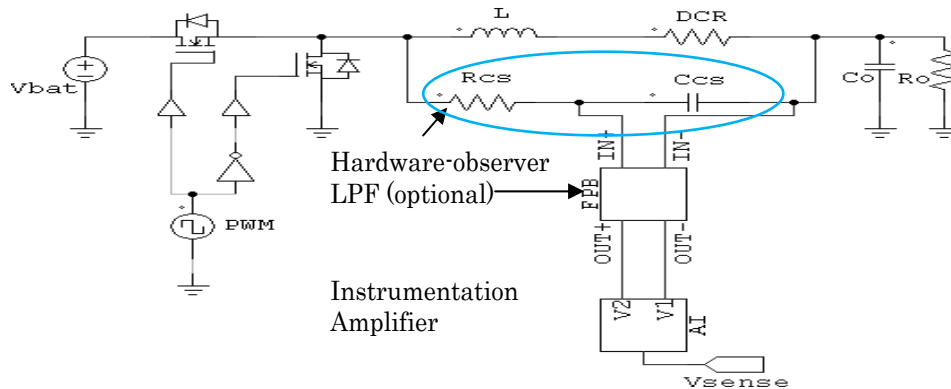 L
DCR
Vbat
Rcs
Ccs
Co
Ro
IN+
IN-
Hardware-observer
LPF (optional)
FPB
PWM
OUT+
OUT-
Instrumentation
Amplifier
V2
V1
AI
Vsense